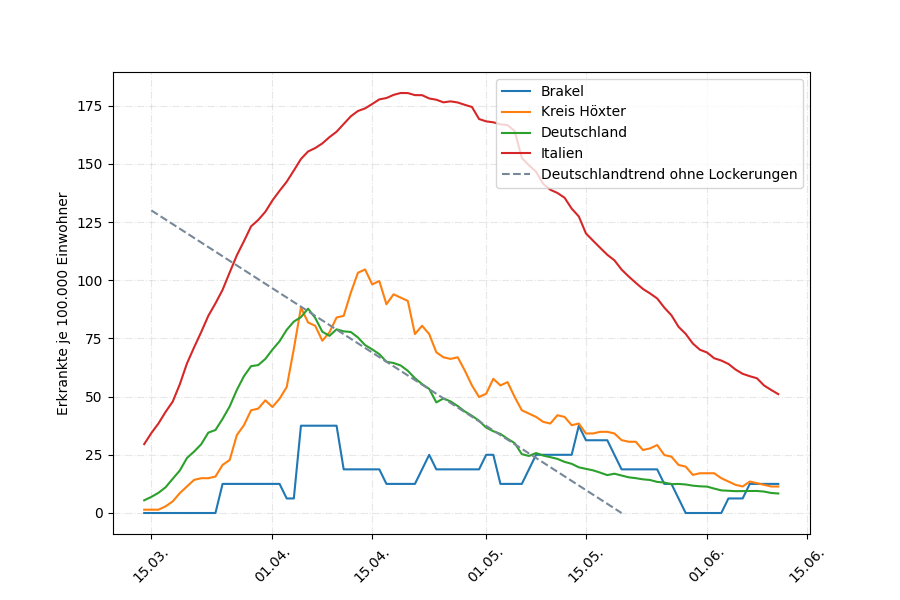 Erkrankte je 100.000 Einwohner
175
150
125
100
75
50
25
0
Brakel
Kreis Höxter
Deutschland
Italien
Deutschlandtrend ohne Lockerungen
15.03.
01.04.
15.04.
01.05.
15.05.
01.06.
15.06.